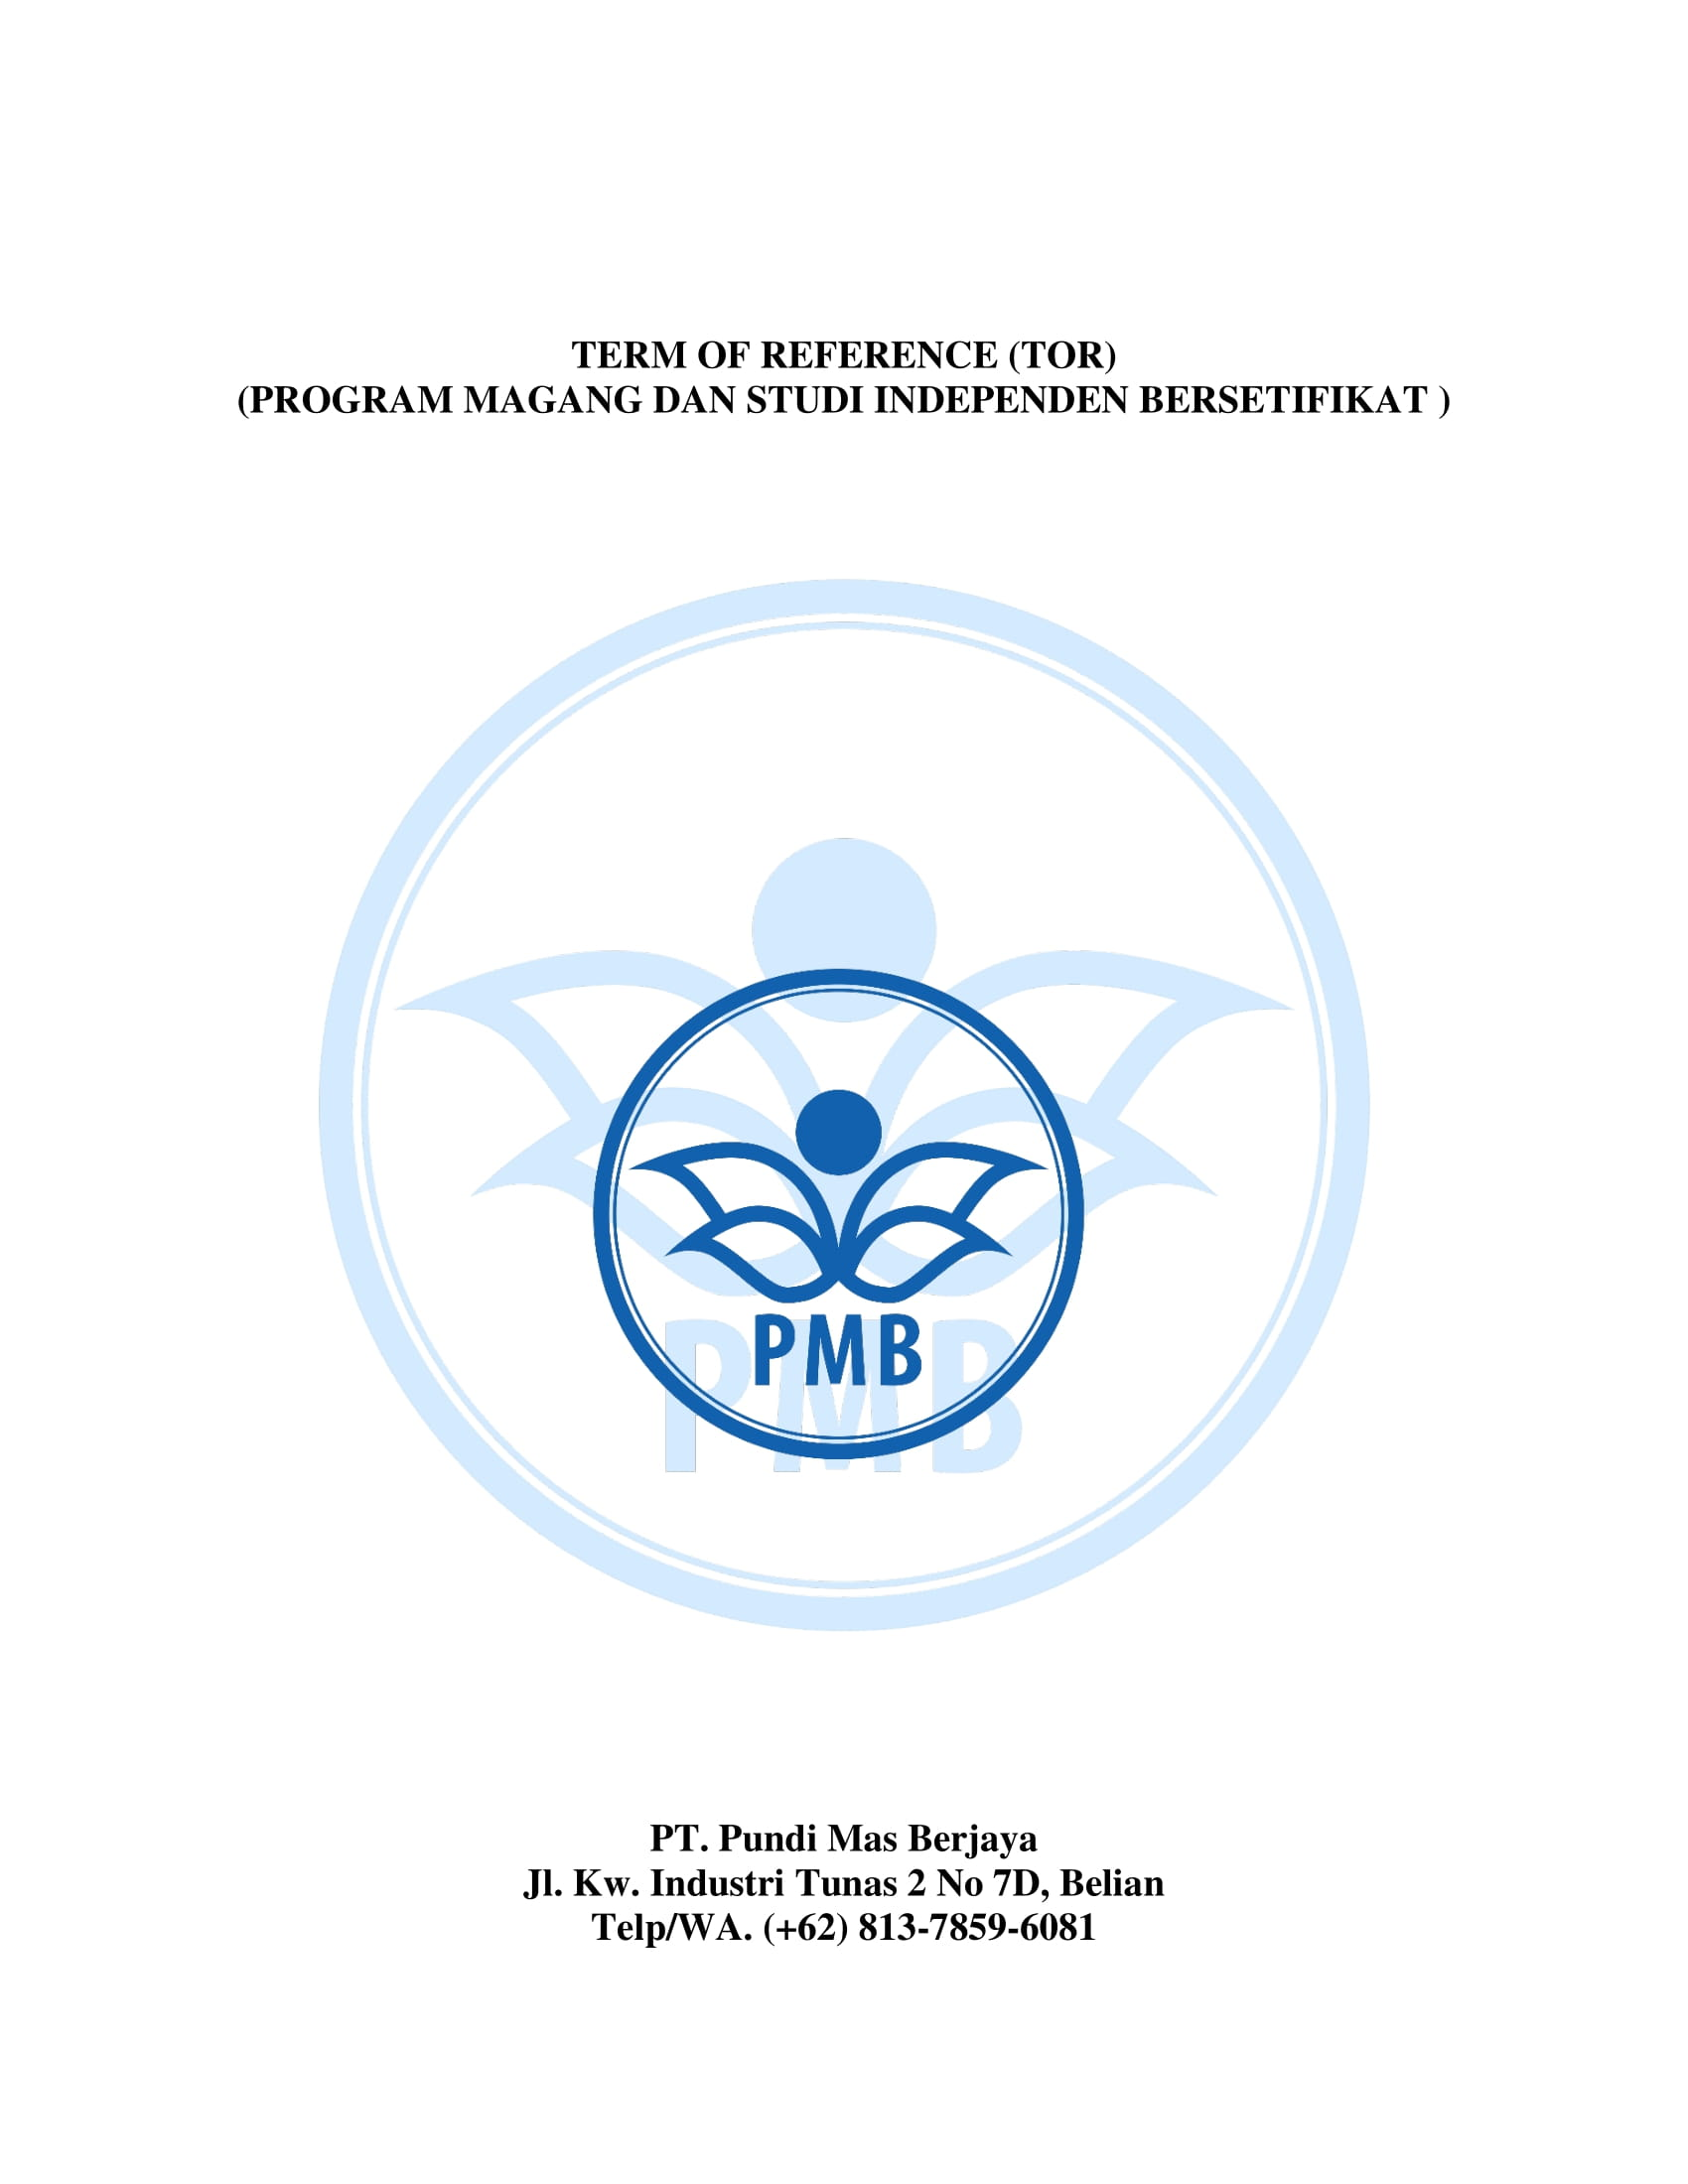 TERM OF REFERENCE (TOR)
(PROGRAM MAGANG DAN STUDI INDEPENDEN BERSETIFIKAT )
PMB
PMB
PT. Pundi Mas Berjaya
Jl. Kw. Industri Tunas 2 No 7D, Belian
Telp/WA. (+62) 813-7859-6081